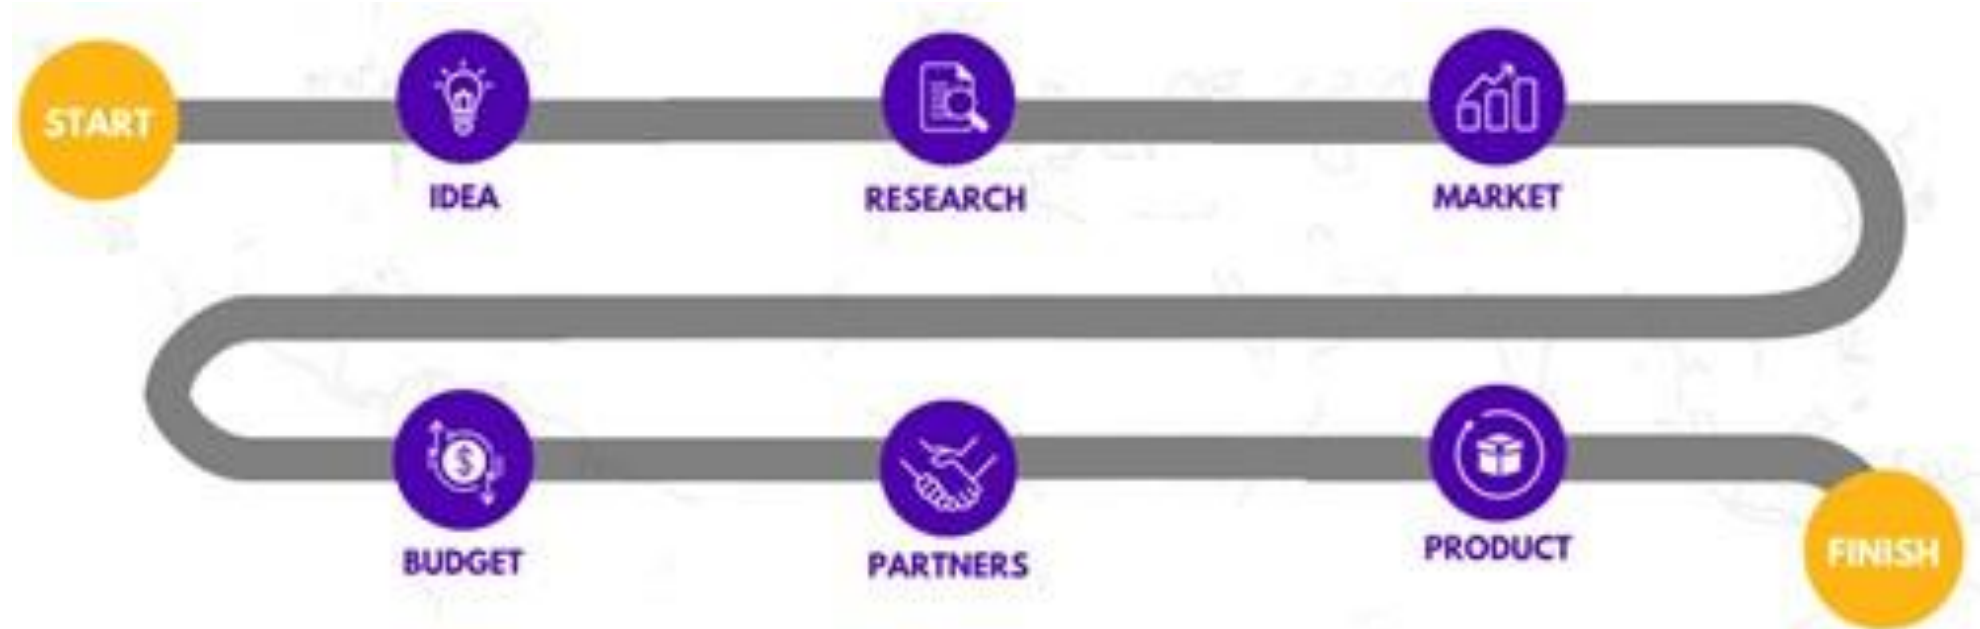 START
IDEA
RESEARCH
MARKET
$
BUDGET
PARTNERS
PRODUCT
FINISH